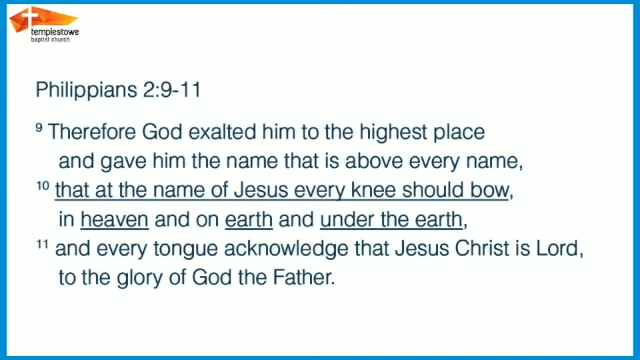 templestowe
baptist church
Philippians 2:9-11
9 Therefore God exalted him to the highest place
and gave him the name that is above every name,
10 that at the name of Jesus every knee should bow,
in heaven and on earth and under the earth,
11 and every tongue acknowledge that Jesus Christ is Lord,
to the glory of God the Father.